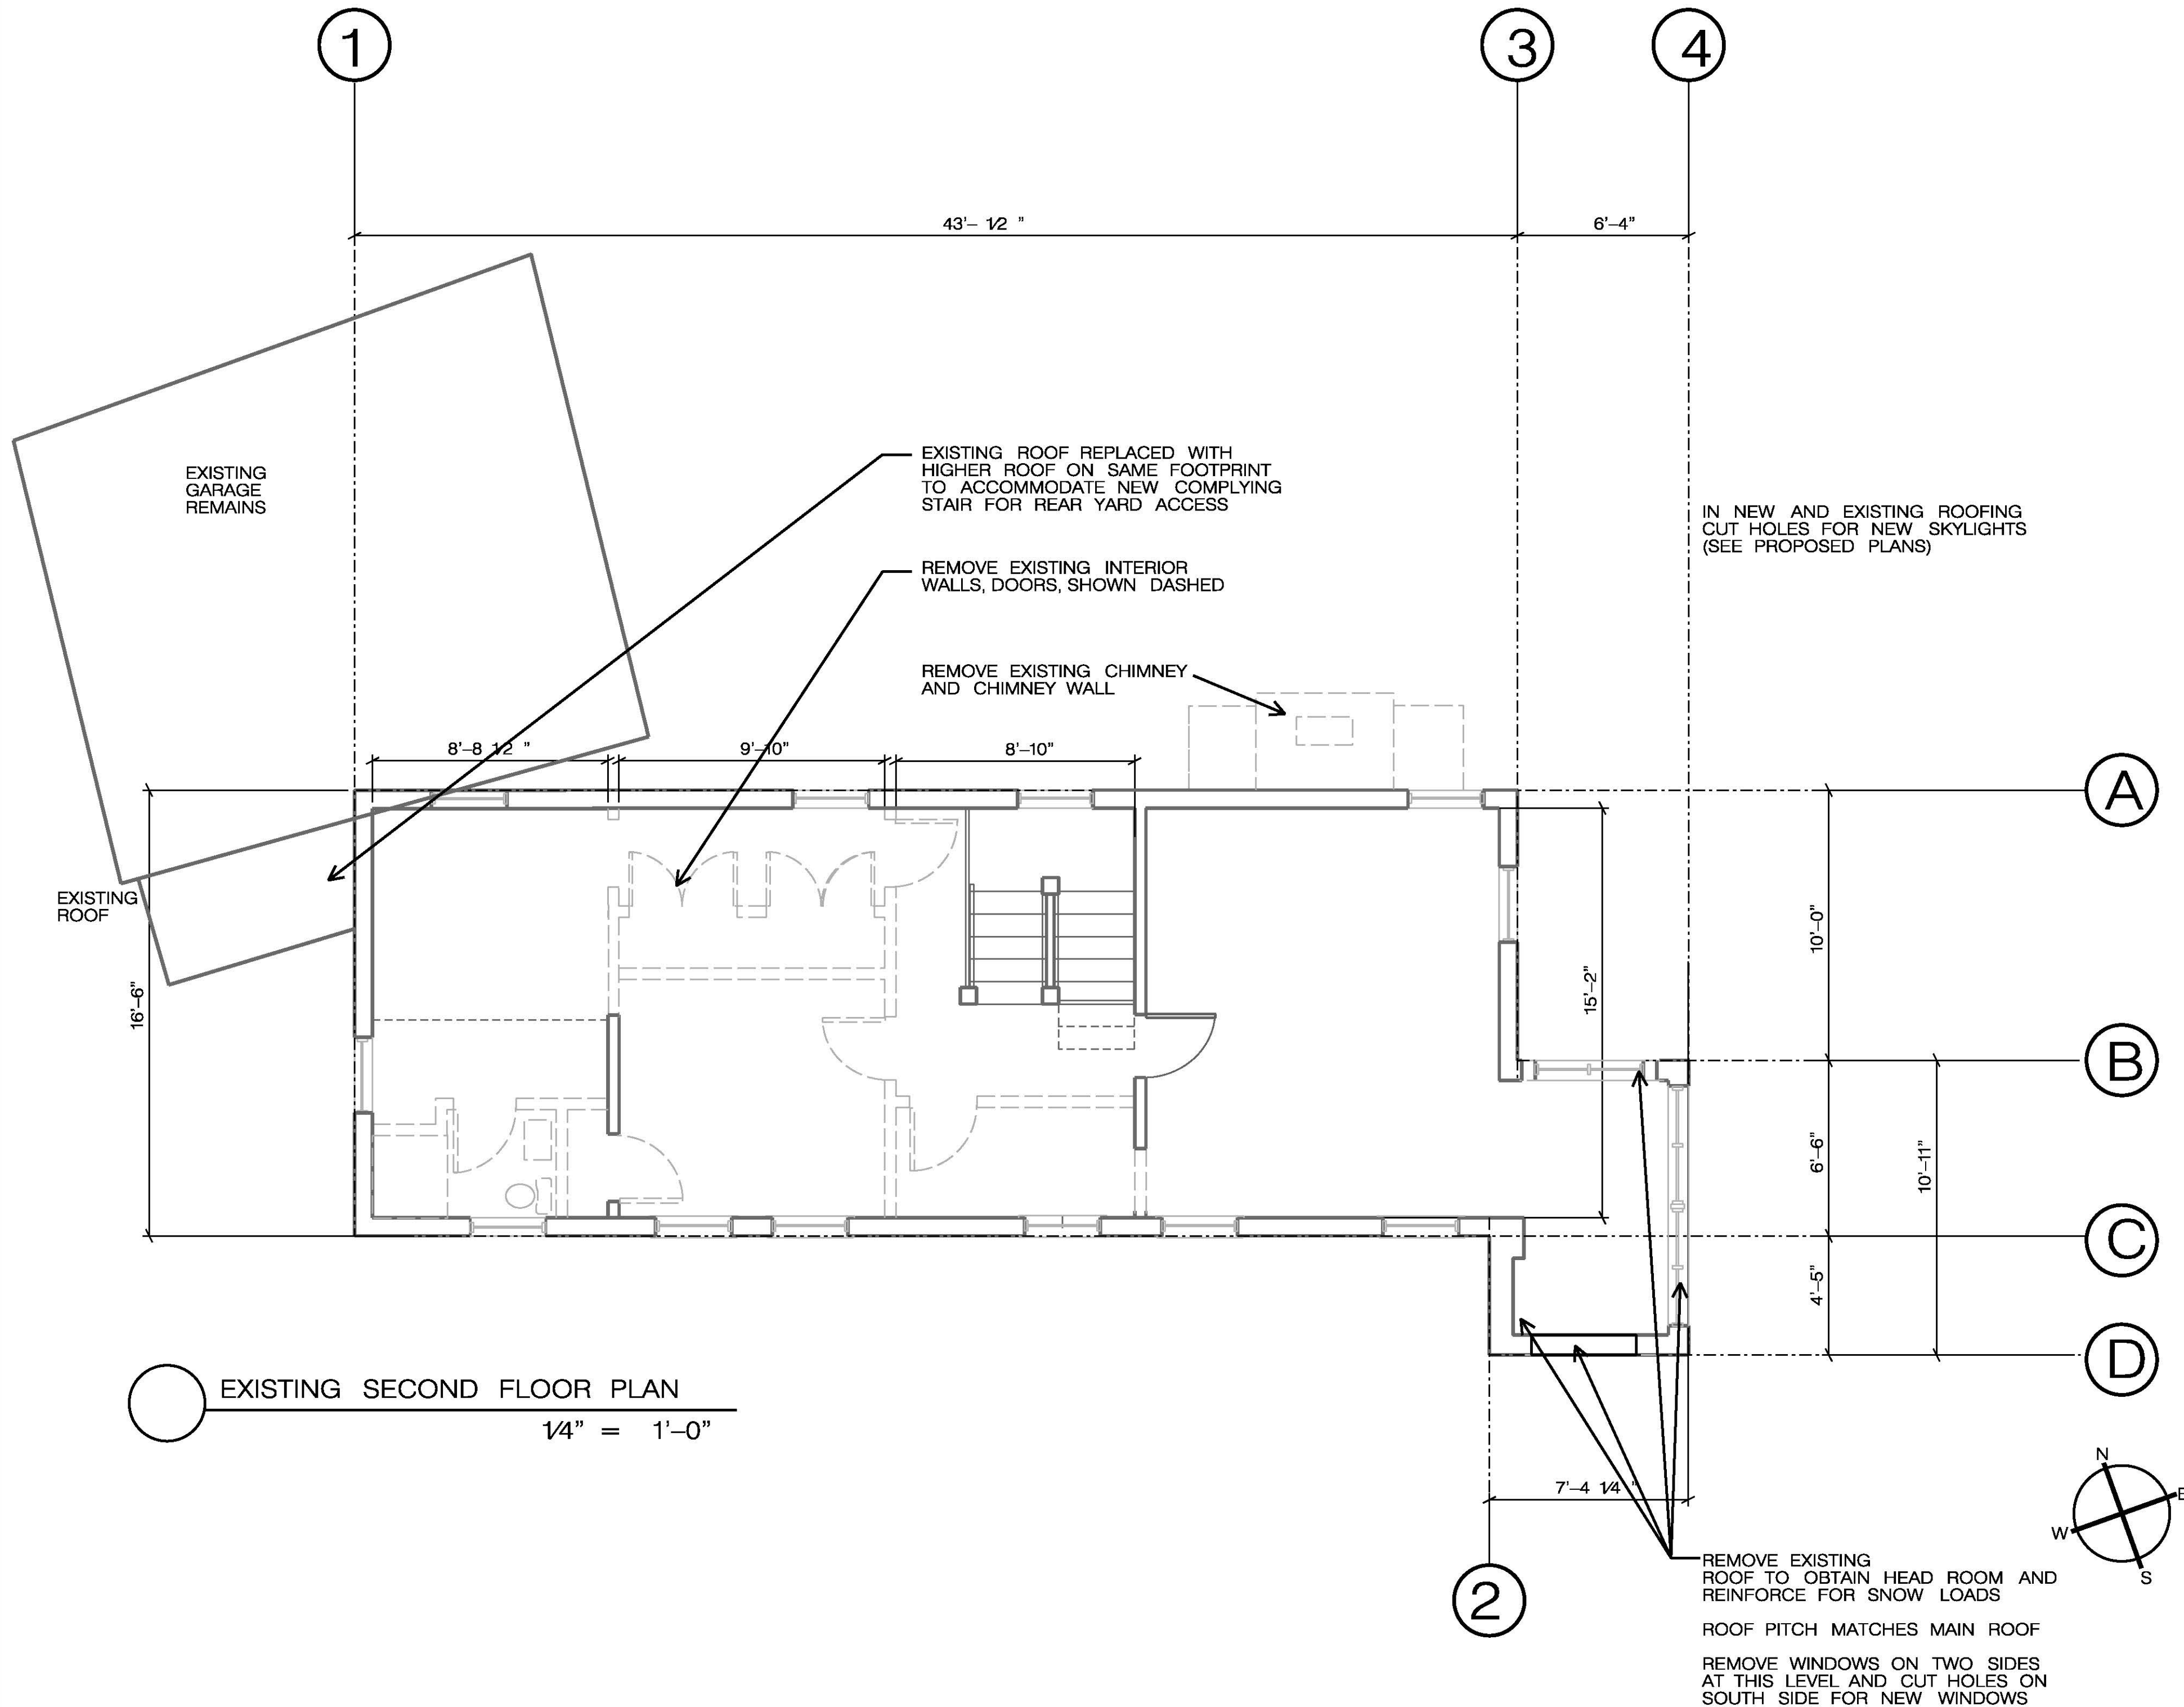 1
3
4
43'– 1/2 "
6'–4"
EXISTING
GARAGE
REMAINS
EXISTING ROOF REPLACED WITH
HIGHER ROOF ON SAME FOOTPRINT
TO ACCOMMODATE NEW COMPLYING
STAIR FOR REAR YARD ACCESS
IN NEW AND EXISTING ROOFING
CUT HOLES FOR NEW SKYLIGHTS
(SEE PROPOSED PLANS)
REMOVE EXISTING INTERIOR
WALLS, DOORS, SHOWN DASHED
REMOVE EXISTING CHIMNEY
AND CHIMNEY WALL
8'–8 1/2 "
9'–10"
8'–10"
A
EXISTING
ROOF
16'–6"
15'–2"
10'–0"
B
6'–6"
10'–11"
C
4'–5"
D
EXISTING SECOND FLOOR PLAN
1/4" = 1'–0"
7'–4 1/4 "
N
E
W
S
2
REMOVE EXISTING
ROOF TO OBTAIN HEAD ROOM AND
REINFORCE FOR SNOW LOADS
ROOF PITCH MATCHES MAIN ROOF
REMOVE WINDOWS ON TWO SIDES
AT THIS LEVEL AND CUT HOLES ON
SOUTH SIDE FOR NEW WINDOWS